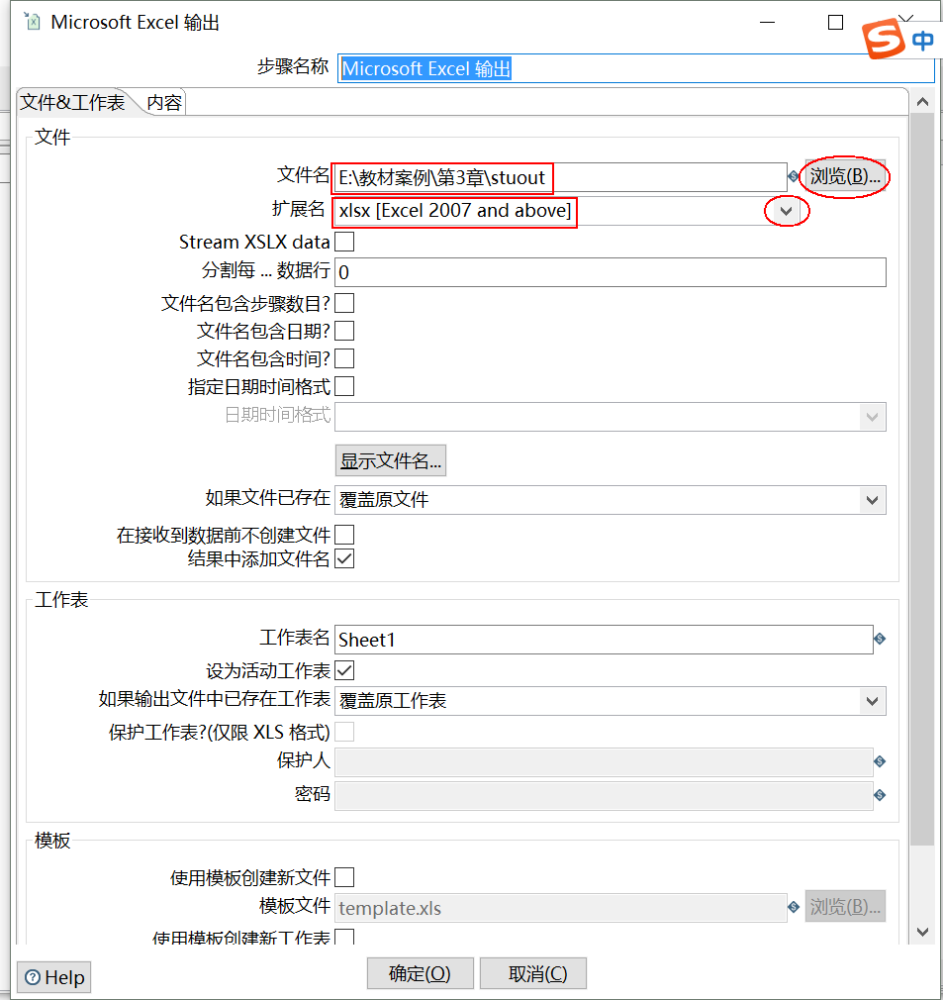 Microsoft Excel 输出
中
步骤名称 Microsoft Excel 输出
文件&工作表 内容
文件
文件名 E:\教材案例\第3章\stuout 浏览(B)...
扩展名 xlsx [Excel 2007 and above]
Stream XSLX data
分割每 ... 数据行 0
文件名包含步骤数目?
文件名包含日期?
文件名包含时间?
指定日期时间格式
日期时间格式
显示文件名...
如果文件已存在 覆盖原文件
在接收到数据前不创建文件
结果中添加文件名
工作表
工作表名 Sheet1
设为活动工作表
如果输出文件中已存在工作表 覆盖原工作表
保护工作表?(仅限 XLS 格式)
保护人
密码
模板
使用模板创建新文件
模板文件 template.xls 浏览(B)...
使用模板创建新工作表
Help 确定(O) 取消(C)